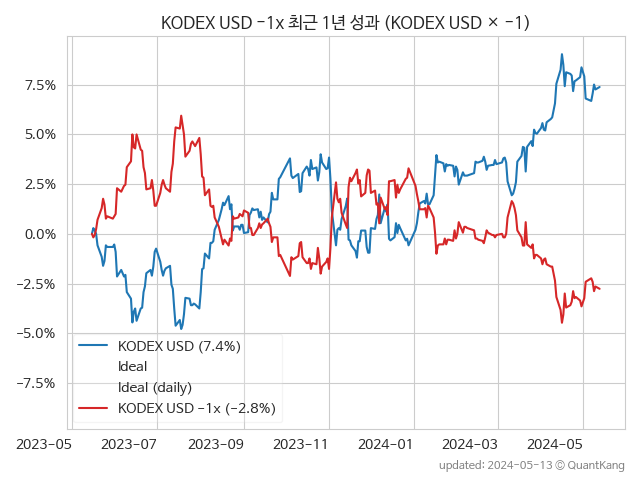 KODEX USD −1x 최근 1년 성과 (KODEX USD × −1)
7.5%
5.0%
2.5%
0.0%
−2.5%
−5.0%
−7.5%
KODEX USD (7.4%)
Ideal
Ideal (daily)
KODEX USD −1x (−2.8%)
2023-05 2023-07 2023-09 2023-11 2024-01 2024-03 2024-05
updated: 2024-05-13 © QuantKang